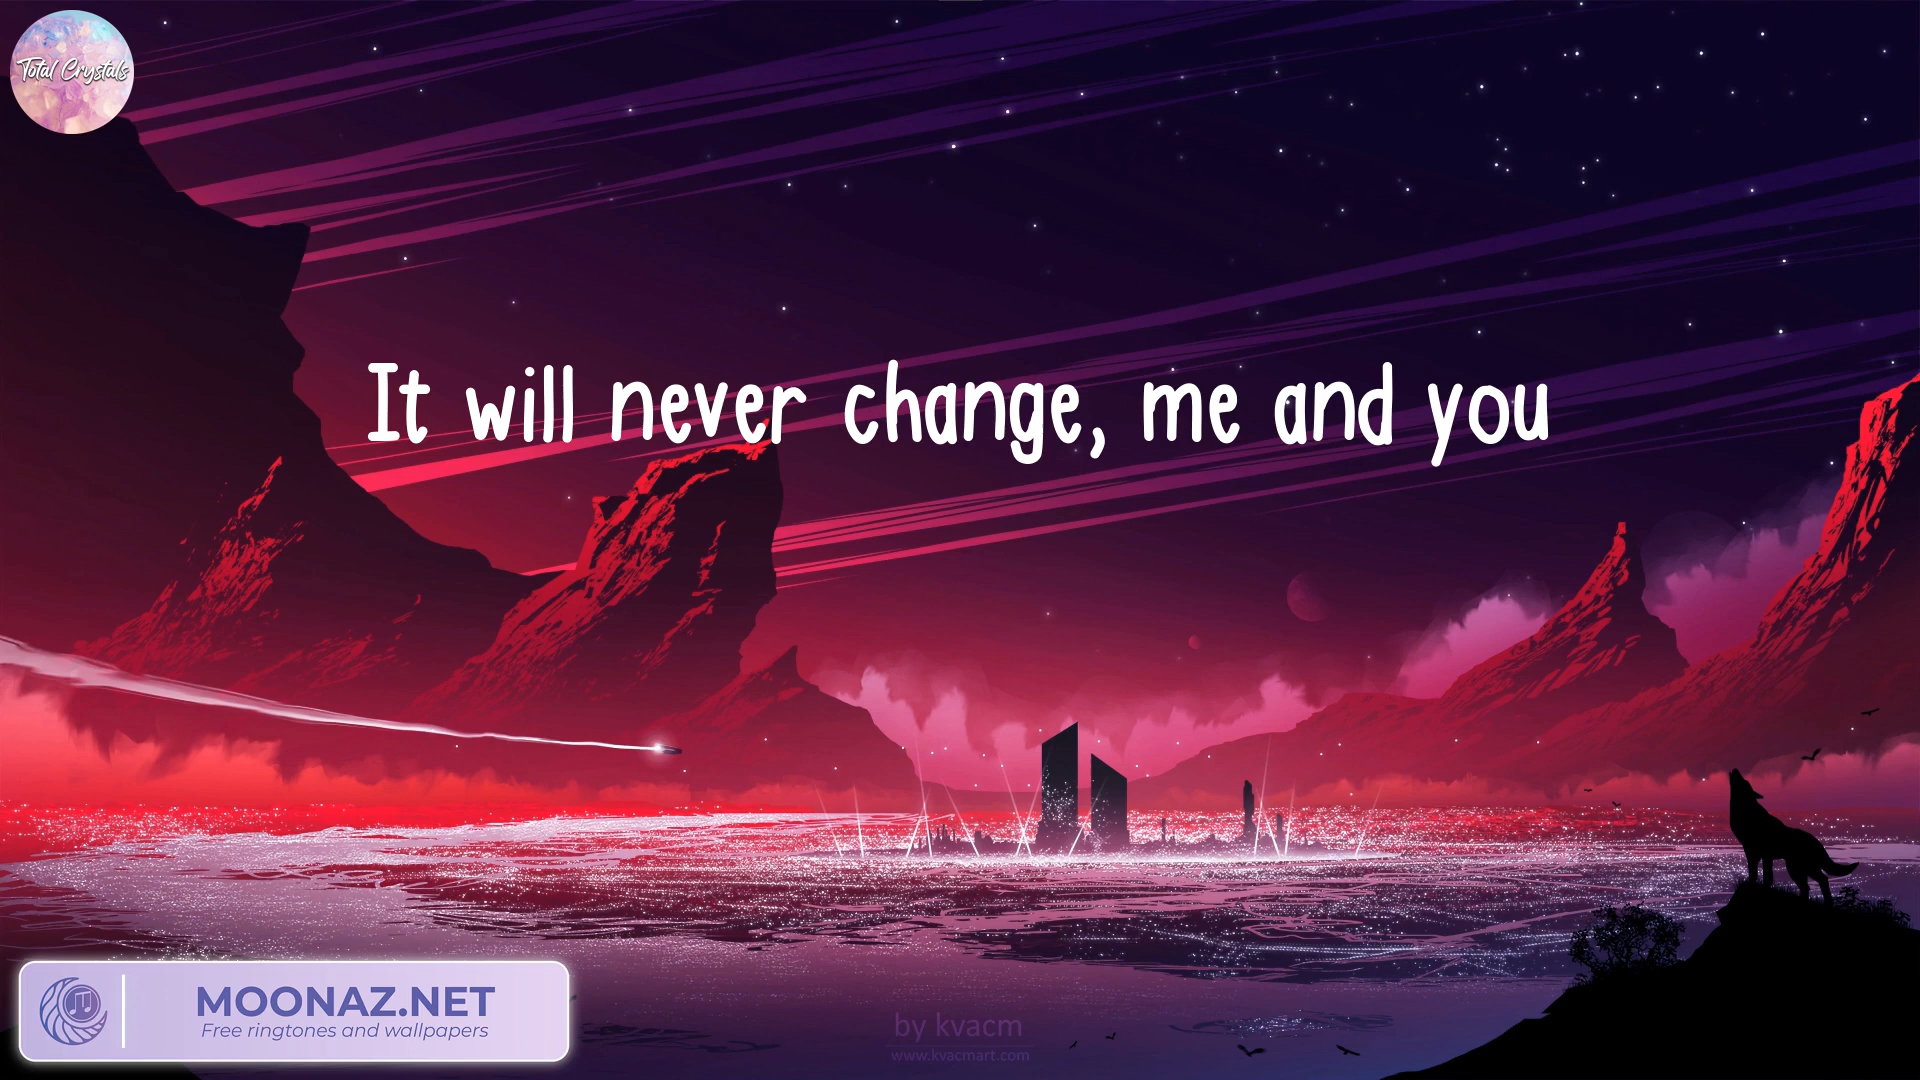 Total Crystals
It will never change, me and you
MOONAZ.NET
Free ringtones and wallpapers
by kvacm
www.kvacmart.com